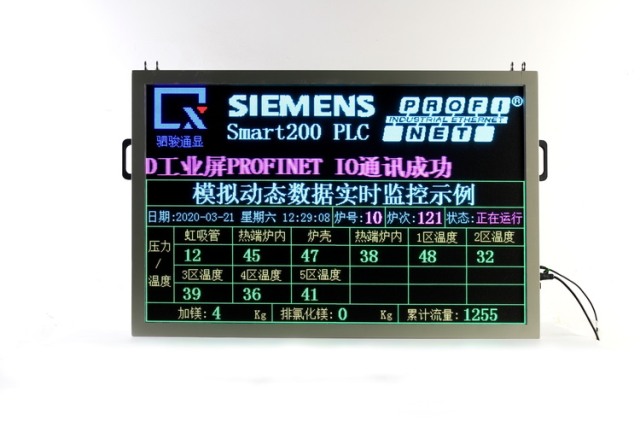 SIEMENS
PROFI®
INDUSTRIAL ETHERNET
NET
骊骏通显
Smart200 PLC
D工业屏PROFINET IO通讯成功
模拟动态数据实时监控示例
日期:2020-03-21 星期六 12:29:08 炉号:10 炉次:121 状态:正在运行
压力/温度
虹吸管 热端炉内 炉壳 热端炉内 1区温度 2区温度
12 45 47 38 48 32
3区温度 4区温度 5区温度
39 36 41
加镁:4 Kg 排氯化镁:0 Kg 累计流量:1255